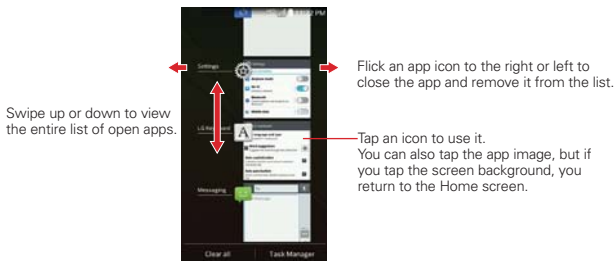 Settings
LG Keyboard
Messaging
Clear all
Task Manager
Swipe up or down to view
the entire list of open apps.
Flick an app icon to the right or left to
close the app and remove it from the list.
Tap an icon to use it.
You can also tap the app image, but if
you tap the screen background, you
return to the Home screen.